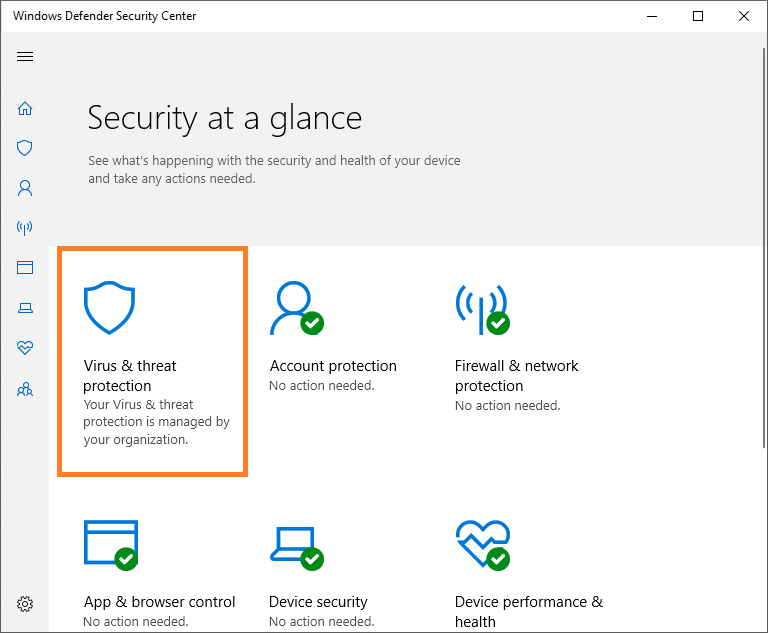 Windows Defender Security Center
Security at a glance
See what's happening with the security and health of your device
and take any actions needed.
Virus & threat
protection
Your Virus & threat
protection is managed by
your organization.
Account protection
No action needed.
Firewall & network
protection
No action needed.
App & browser control
No action needed.
Device security
No action needed.
Device performance &
health